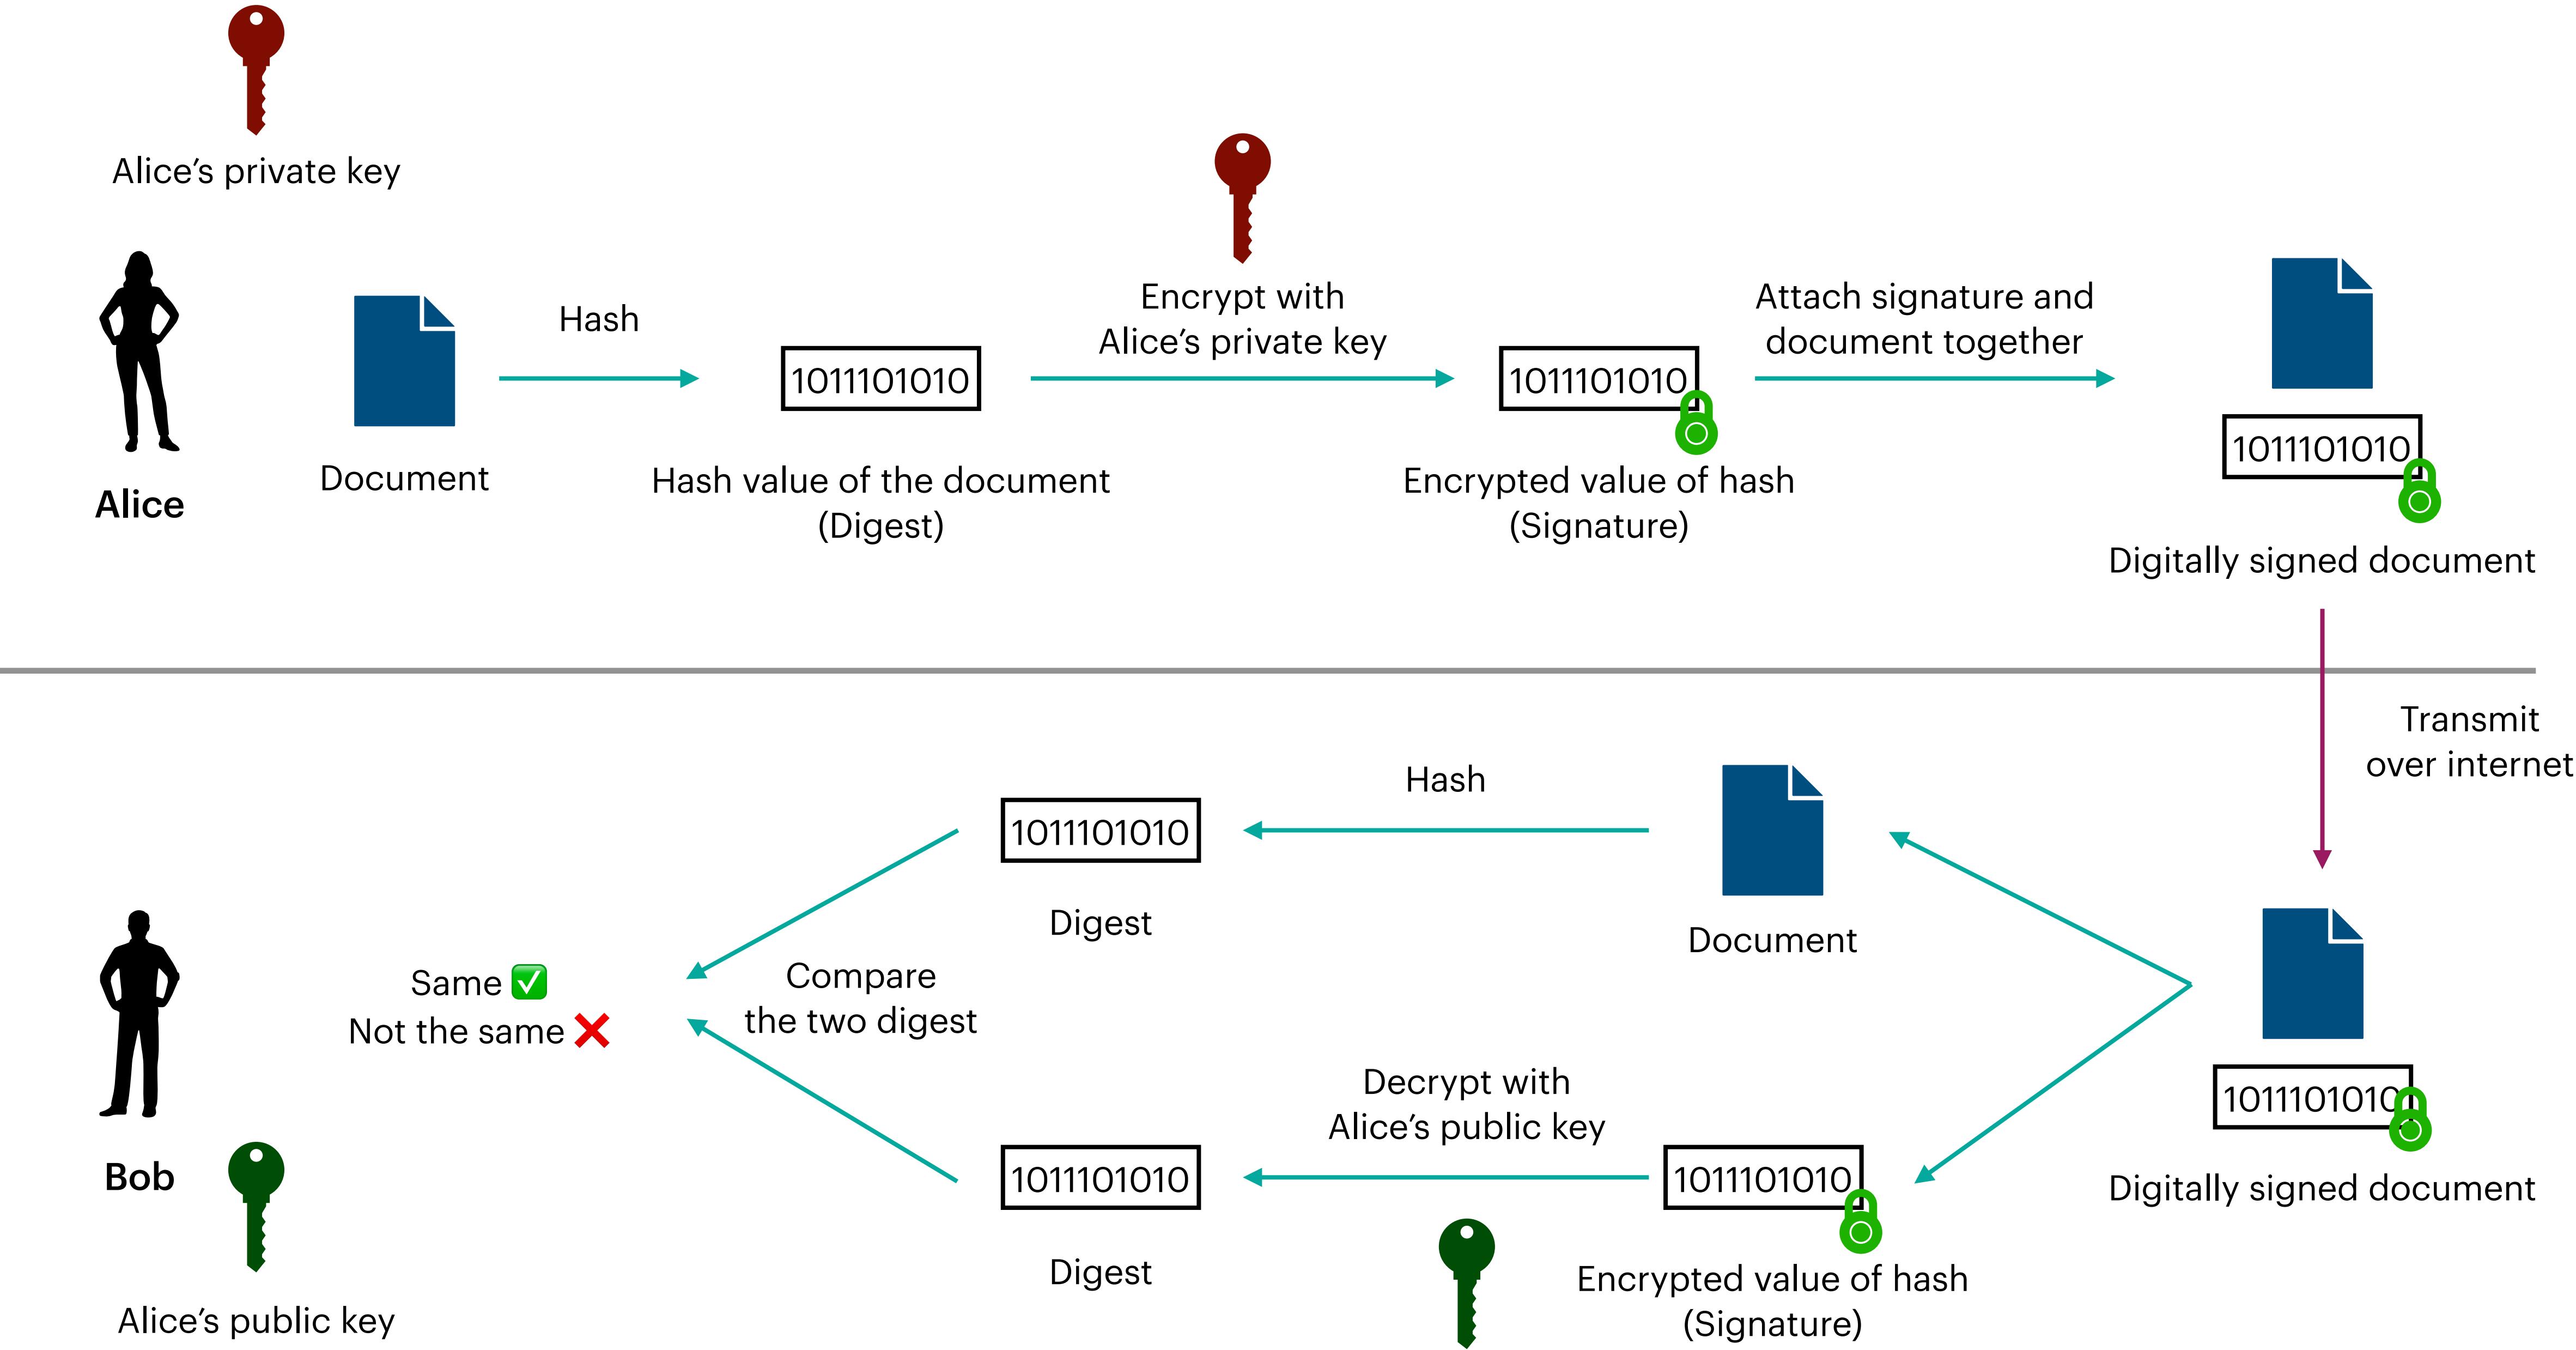 Alice’s private key
Alice
Document
Hash
1011101010
Hash value of the document
(Digest)
Encrypt with
Alice’s private key
1011101010
Encrypted value of hash
(Signature)
Attach signature and
document together
1011101010
Digitally signed document
Transmit
over internet
1011101010
Digitally signed document
Document
Hash
1011101010
Digest
1011101010
Encrypted value of hash
(Signature)
Decrypt with
Alice’s public key
1011101010
Digest
Compare
the two digest
Same ✅
Not the same ❌
Bob
Alice’s public key